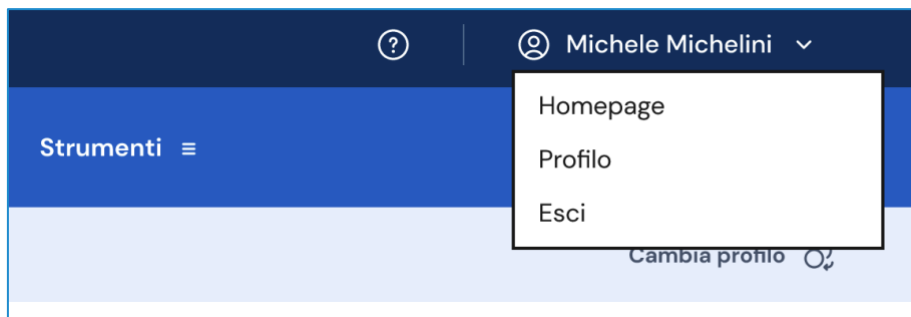 Michele Michelini
Homepage
Strumenti
Profilo
Esci
Cambia profilo